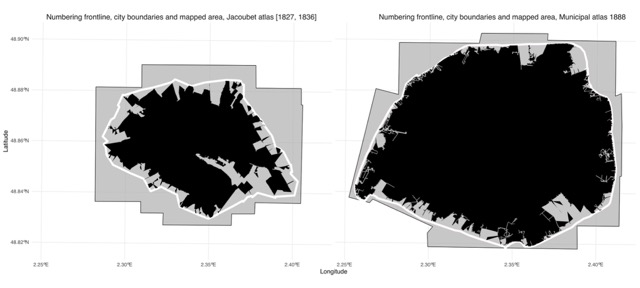 Numbering frontline, city boundaries and mapped area, Jacoubet atlas [1827, 1836]
Numbering frontline, city boundaries and mapped area, Municipal atlas 1888
48.90°N
48.88°N
48.86°N
48.84°N
48.82°N
Latitude
2.25°E 2.30°E 2.35°E 2.40°E 2.25°E 2.30°E 2.35°E 2.40°E
Longitude